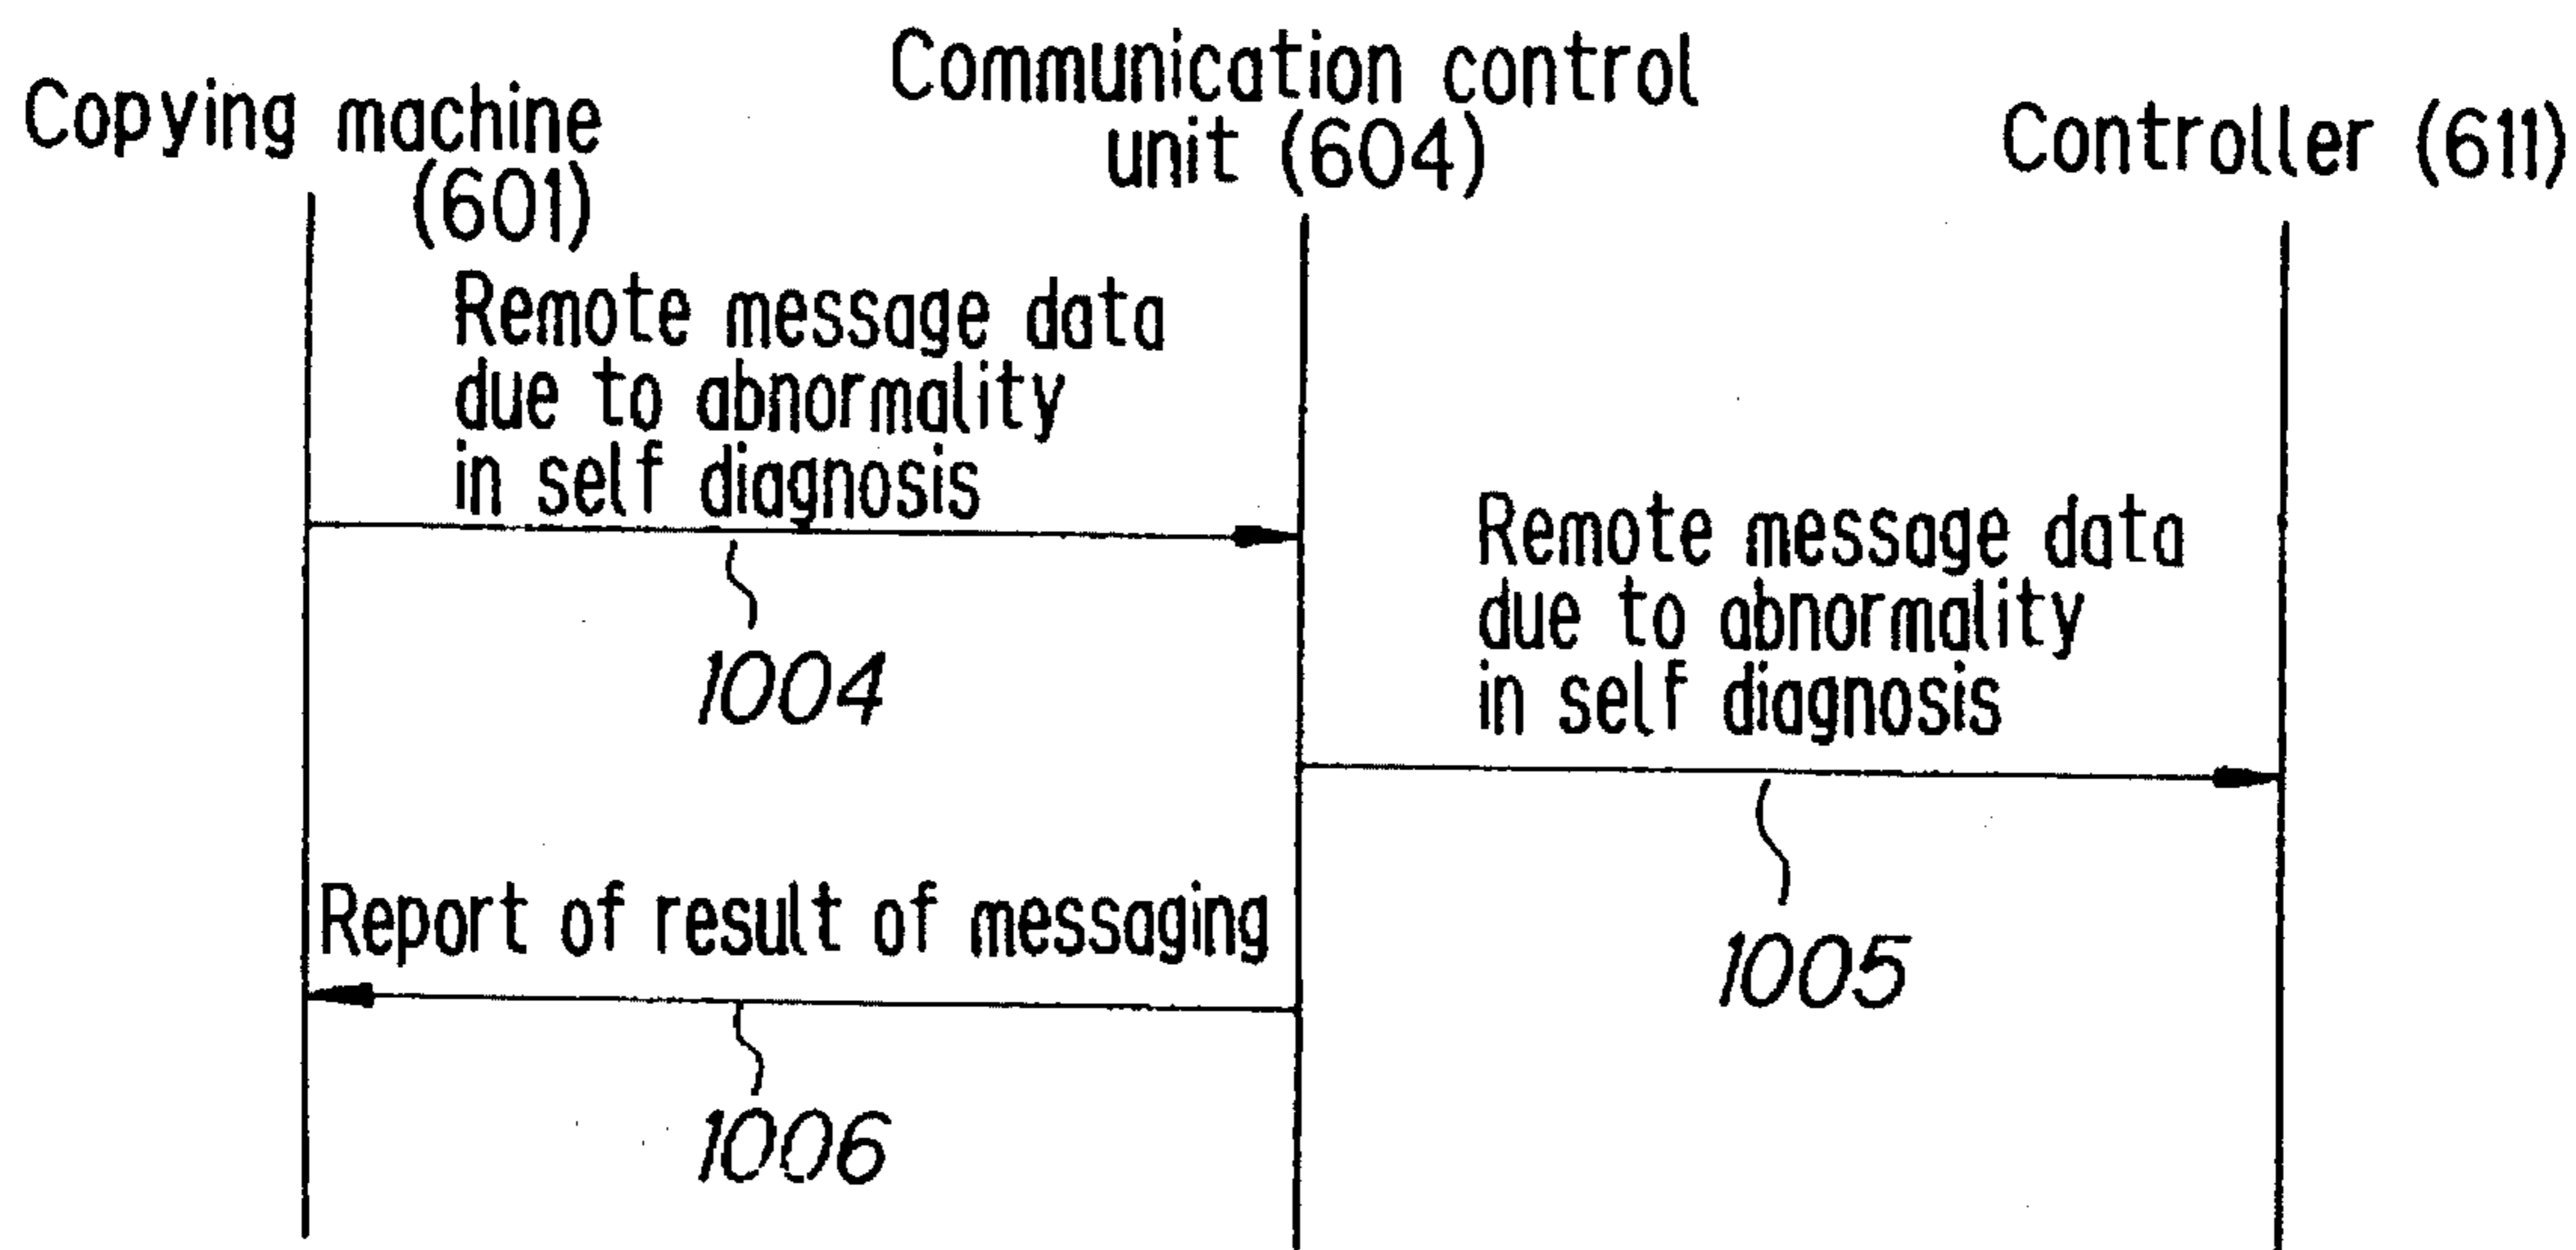 Copying machine
(601)
Communication control
unit (604)
Controller (611)
Remote message data
due to abnormality
in self diagnosis
1004
Remote message data
due to abnormality
in self diagnosis
1005
Report of result of messaging
1006